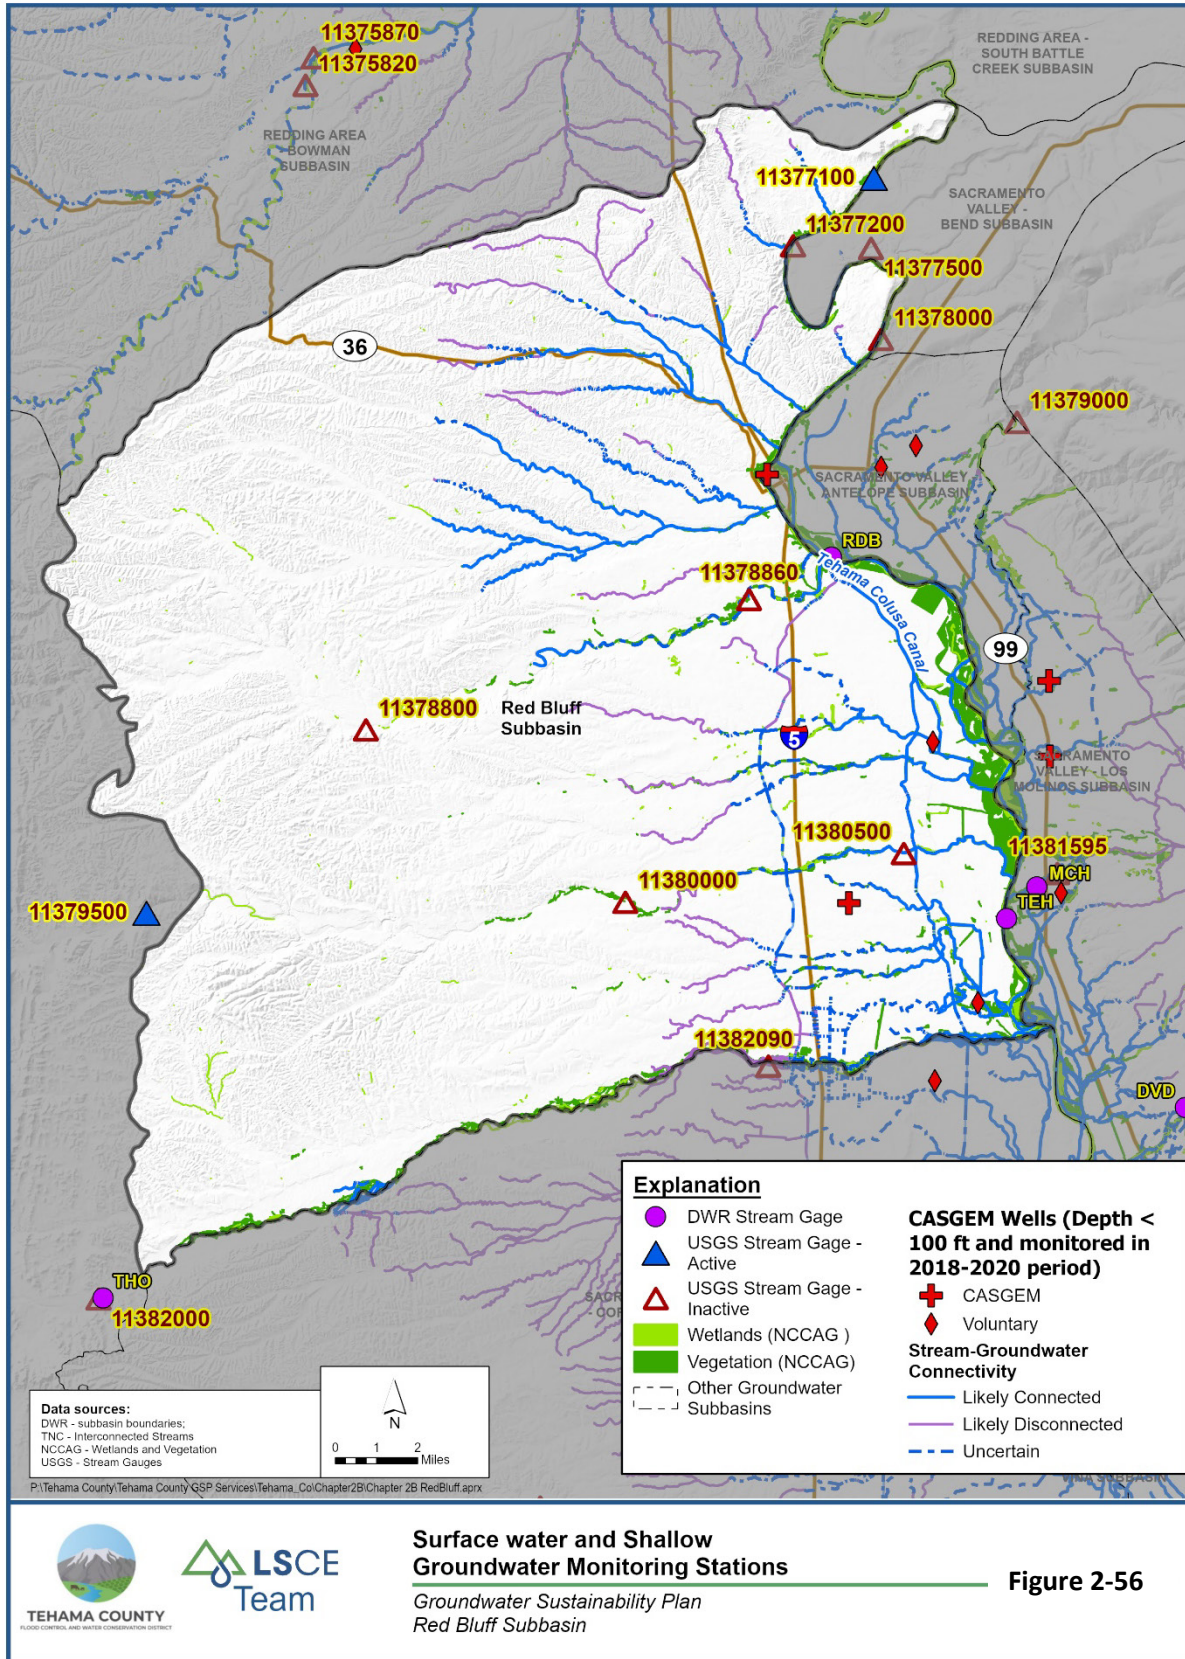 11375870
11375820
REDDING AREA -
SOUTH BATTLE
CREEK SUBBASIN
REDDING AREA
- BOWMAN
SUBBASIN
11377100
SACRAMENTO
VALLEY -
BEND SUBBASIN
11377200
11377500
11378000
36
11379000
SACRAMENTO VALLEY -
ANTELOPE SUBBASIN
RDB
Tehama Colusa Canal
11378860
99
11378800
Red Bluff
Subbasin
5
SACRAMENTO
VALLEY - LOS
MOLINOS SUBBASIN
11380500
11381595
MCH
11380000
TEH
11379500
11382090
DVD
THO
11382000
Explanation
DWR Stream Gage
USGS Stream Gage -
Active
USGS Stream Gage -
Inactive
Wetlands (NCCAG )
Vegetation (NCCAG)
Other Groundwater
Subbasins
CASGEM Wells (Depth <
100 ft and monitored in
2018-2020 period)
CASGEM
Voluntary
Stream-Groundwater
Connectivity
Likely Connected
Likely Disconnected
Uncertain
Data sources:
DWR - subbasin boundaries;
TNC - Interconnected Streams
NCCAG - Wetlands and Vegetation
USGS - Stream Gauges
N
0 1 2
Miles
P:\Tehama County\Tehama County GSP Services\Tehama_Co\Chapter2B\Chapter 2B RedBluff.aprx
TEHAMA COUNTY
FLOOD CONTROL AND WATER CONSERVATION DISTRICT
LSCE
Team
Surface water and Shallow
Groundwater Monitoring Stations
Groundwater Sustainability Plan
Red Bluff Subbasin
Figure 2-56